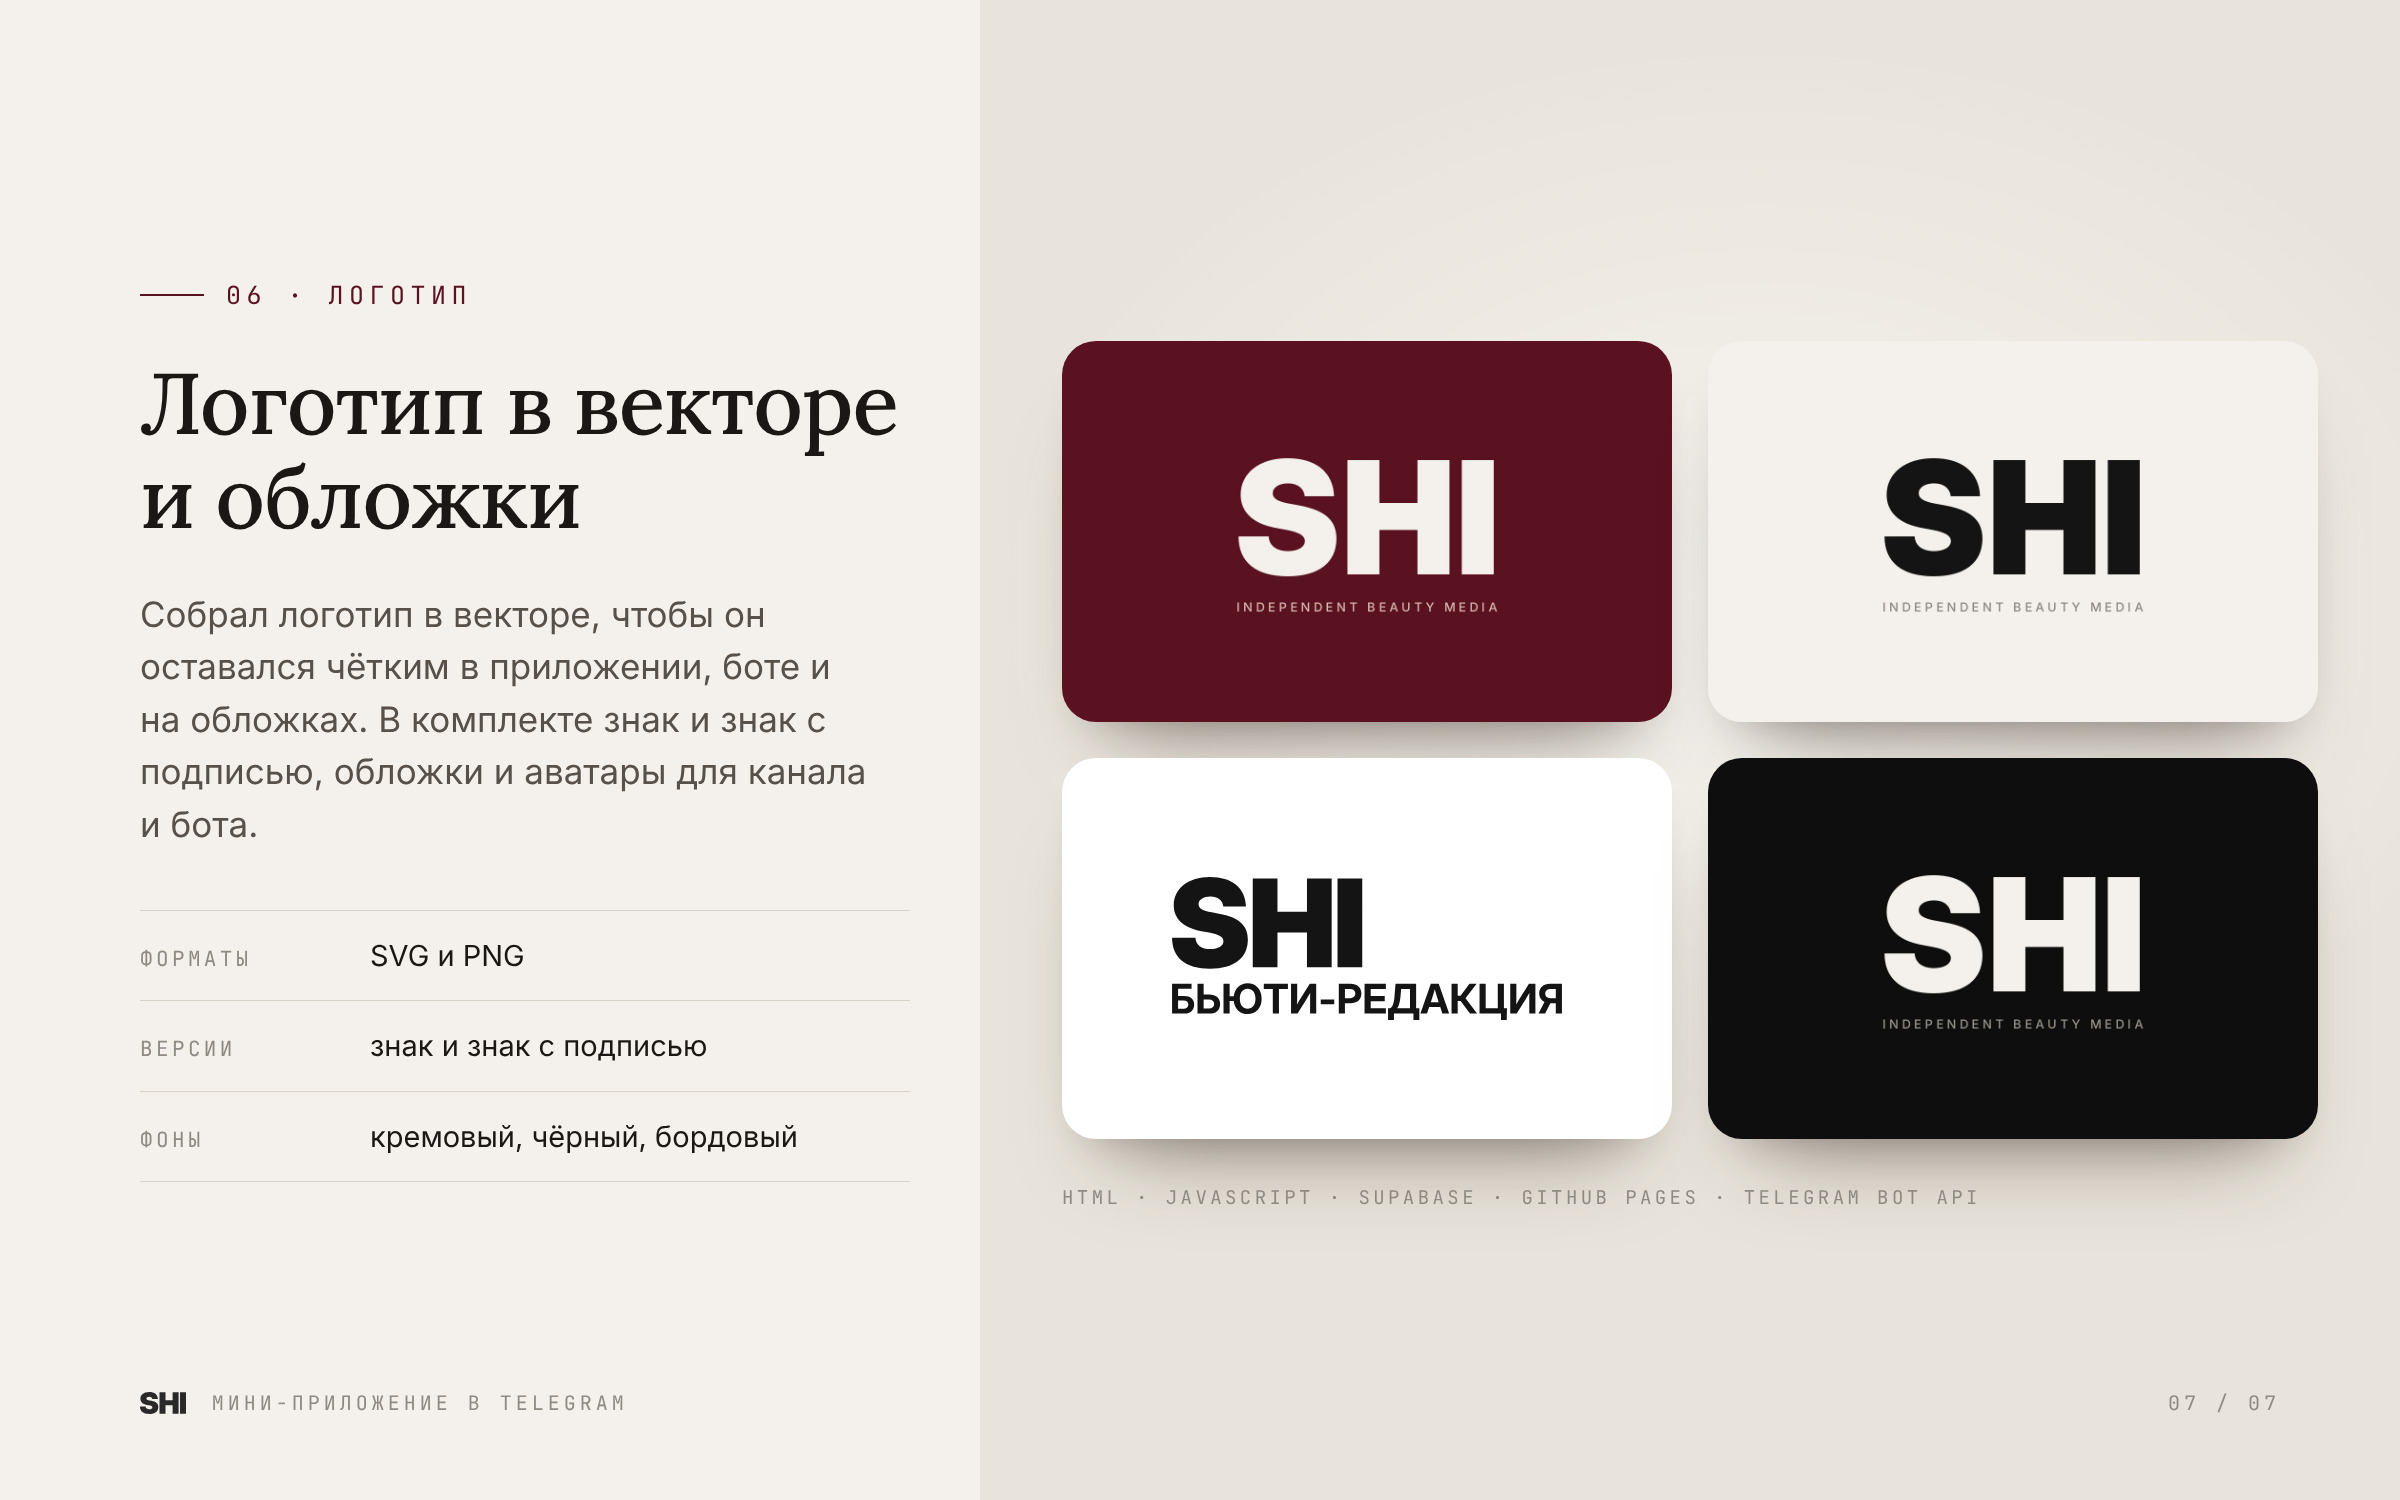 06 · ЛОГОТИП
Логотип в векторе
и обложки
Собрал логотип в векторе, чтобы он
оставался чётким в приложении, боте и
на обложках. В комплекте знак и знак с
подписью, обложки и аватары для канала
и бота.
ФОРМАТЫ SVG и PNG
ВЕРСИИ знак и знак с подписью
ФОНЫ кремовый, чёрный, бордовый
SHI
INDEPENDENT BEAUTY MEDIA
SHI
INDEPENDENT BEAUTY MEDIA
SHI
БЬЮТИ-РЕДАКЦИЯ
SHI
INDEPENDENT BEAUTY MEDIA
HTML · JAVASCRIPT · SUPABASE · GITHUB PAGES · TELEGRAM BOT API
SHI МИНИ-ПРИЛОЖЕНИЕ В TELEGRAM
07 / 07